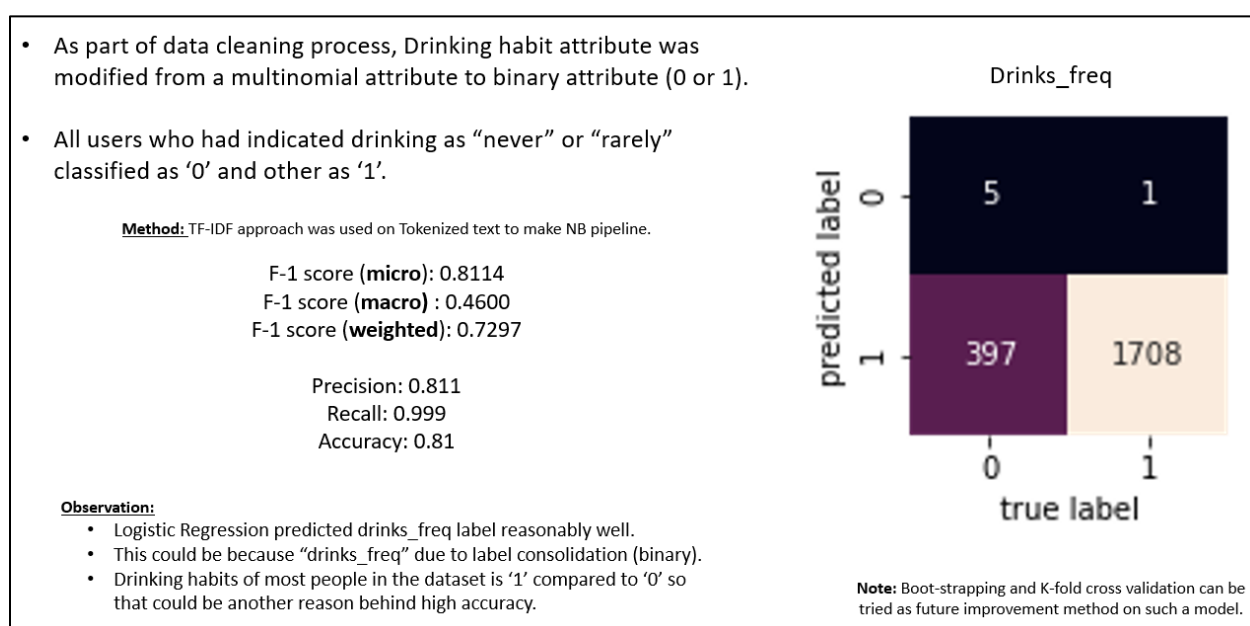 • As part of data cleaning process, Drinking habit attribute was
modified from a multinomial attribute to binary attribute (0 or 1).
• All users who had indicated drinking as “never” or “rarely”
classified as ‘0’ and other as ‘1’.
Method: TF-IDF approach was used on Tokenized text to make NB pipeline.
F-1 score (micro): 0.8114
F-1 score (macro) : 0.4600
F-1 score (weighted): 0.7297
Precision: 0.811
Recall: 0.999
Accuracy: 0.81
Observation:
• Logistic Regression predicted drinks_freq label reasonably well.
• This could be because “drinks_freq” due to label consolidation (binary).
• Drinking habits of most people in the dataset is ‘1’ compared to ‘0’ so
that could be another reason behind high accuracy.
Drinks_freq
predicted label
0
5 1
1
397 1708
0 1
true label
Note: Boot-strapping and K-fold cross validation can be
tried as future improvement method on such a model.